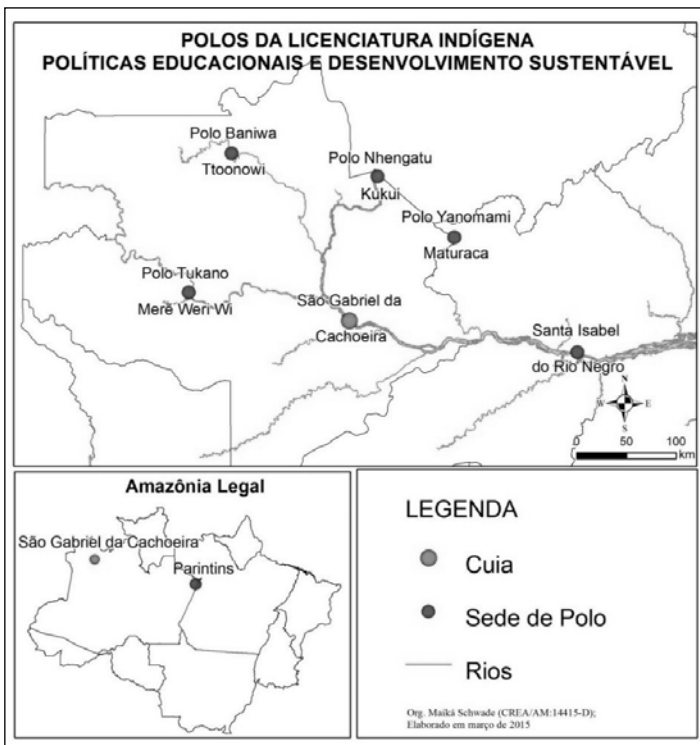 POLOS DA LICENCIATURA INDÍGENA
POLÍTICAS EDUCACIONAIS E DESENVOLVIMENTO SUSTENTÁVEL
Polo Baniwa
Ttoonowi
Polo Nhengatu
Kukui
Polo Yanomami
Maturaca
Polo Tukano
Merẽ Weri Wi
São Gabriel da
Cachoeira
Santa Isabel
do Rio Negro
N
W E
S
0 50 100
km
Amazônia Legal
São Gabriel da Cachoeira
Parintins
LEGENDA
Cuia
Sede de Polo
Rios
Org. Maiká Schwade (CREA/AM:14415-D);
Elaborado em março de 2015